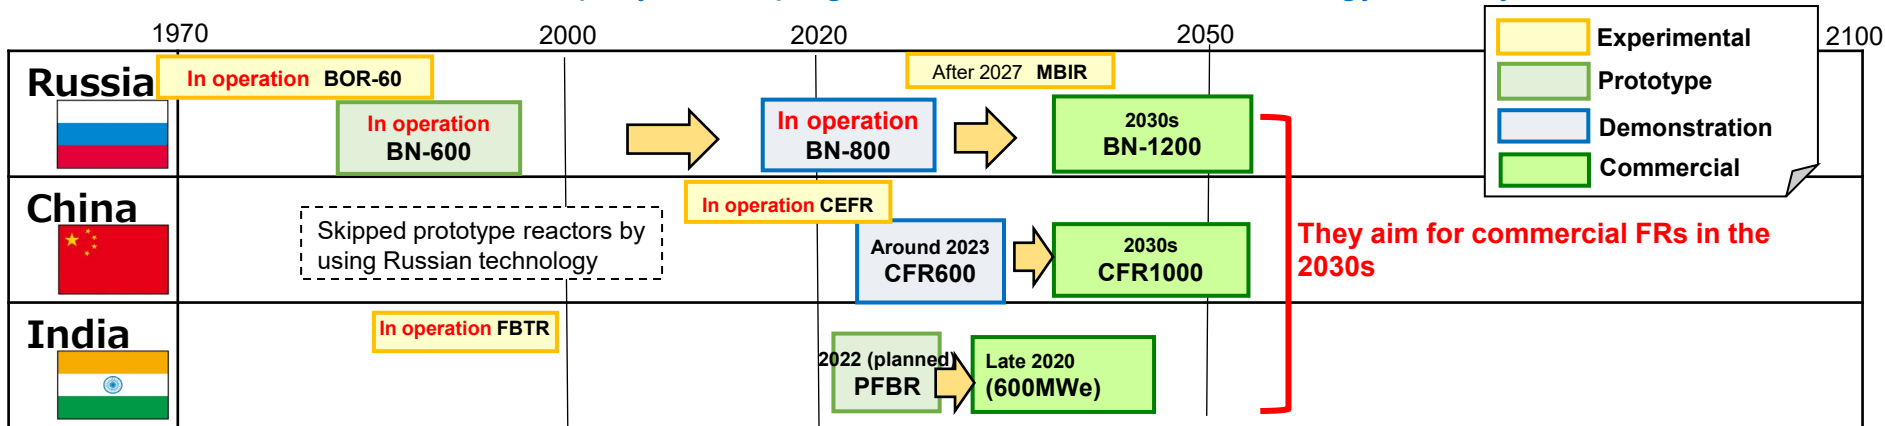 1970 2000 2020 2050 2100
Russia
In operation BOR-60
After 2027 MBIR
In operation
BN-600
In operation
BN-800
2030s
BN-1200
Experimental
Prototype
Demonstration
Commercial
China
Skipped prototype reactors by
using Russian technology
In operation CEFR
Around 2023
CFR600
2030s
CFR1000
They aim for commercial FRs in the
2030s
India
In operation FBTR
2022 (planned)
PFBR
Late 2020
(600MWe)